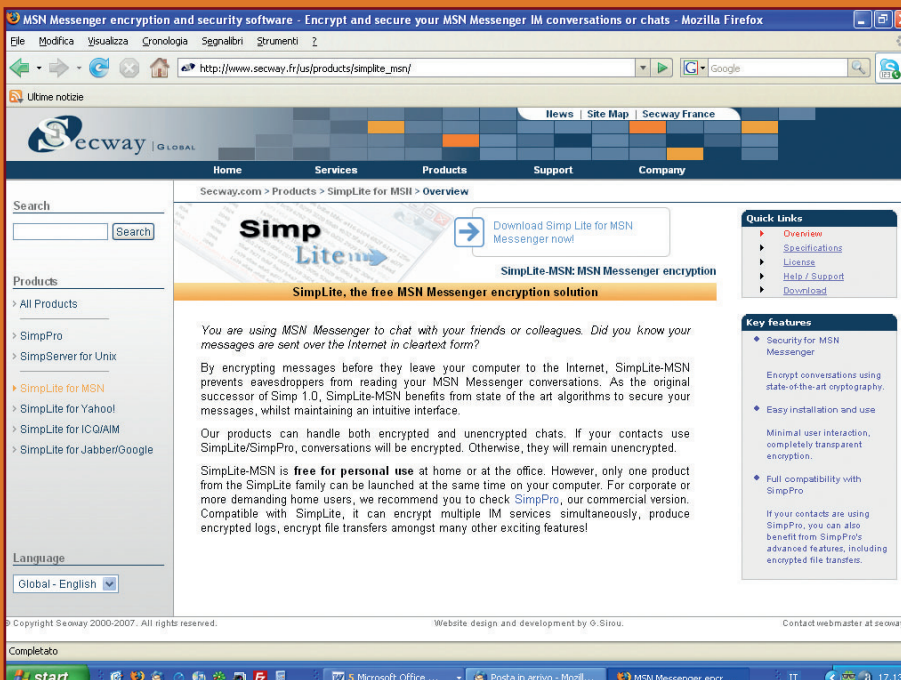 MSN Messenger encryption and security software - Encrypt and secure your MSN Messenger IM conversations or chats - Mozilla Firefox
File Modifica Visualizza Cronologia Segnalibri Strumenti ?
http://www.secway.fr/us/products/simplite_msn/
G Google
Ultime notizie
News | Site Map | Secway France
Secway | GLOBAL
Home Services Products Support Company
Secway.com > Products > SimpLite for MSN > Overview
Search
Search
Products
> All Products
> SimpPro
> SimpServer for Unix
SimpLite for MSN
> SimpLite for Yahoo!
> SimpLite for ICQ/AIM
> SimpLite for Jabber/Google
Language
Global - English
Simp
Lite
Download Simp Lite for MSN
Messenger now!
SimpLite-MSN: MSN Messenger encryption
SimpLite, the free MSN Messenger encryption solution
You are using MSN Messenger to chat with your friends or colleagues. Did you know your
messages are sent over the Internet in cleartext form?
By encrypting messages before they leave your computer to the Internet, SimpLite-MSN
prevents eavesdroppers from reading your MSN Messenger conversations. As the original
successor of Simp 1.0, SimpLite-MSN benefits from state of the art algorithms to secure your
messages, whilst maintaining an intuitive interface.
Our products can handle both encrypted and unencrypted chats. If your contacts use
SimpLite/SimpPro, conversations will be encrypted. Otherwise, they will remain unencrypted.
SimpLite-MSN is free for personal use at home or at the office. However, only one product
from the SimpLite family can be launched at the same time on your computer. For corporate or
more demanding home users, we recommend you to check SimpPro, our commercial version.
Compatible with SimpLite, it can encrypt multiple IM services simultaneously, produce
encrypted logs, encrypt file transfers amongst many other exciting features!
Quick Links
Overview
Specifications
License
Help / Support
Download
Key features
Security for MSN
Messenger
Encrypt conversations using
state-of-the-art cryptography.
Easy installation and use
Minimal user interaction,
completely transparent
encryption.
Full compatibility with
SimpPro
If your contacts are using
SimpPro, you can also
benefit from SimpPro's
advanced features, including
encrypted file transfers.
© Copyright Secway 2000-2007. All rights reserved. Website design and development by G.Sirou. Contact webmaster at secway
Completato
start 5 Microsoft Office ... Posta in arrivo - Mozill... MSN Messenger encr... IT 17.13